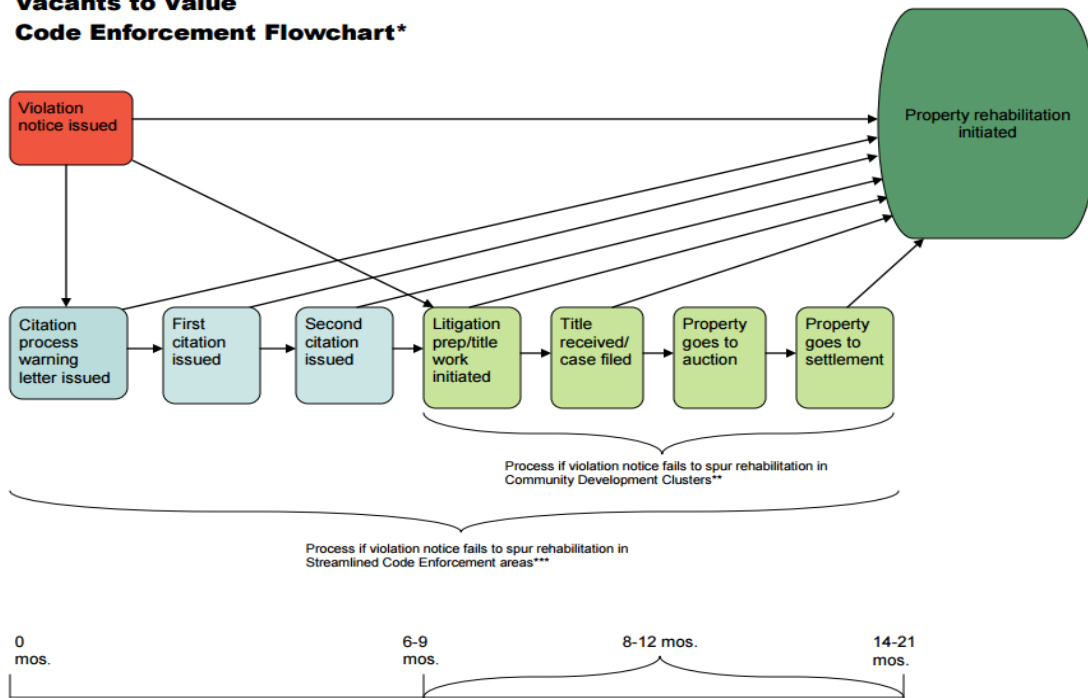 Vacants to Value
Code Enforcement Flowchart*
Violation
notice issued
Property rehabilitation
initiated
Citation
process
warning
letter issued
First
citation
issued
Second
citation
issued
Litigation
prep/title
work
initiated
Title
received/
case filed
Property
goes to
auction
Property
goes to
settlement
Process if violation notice fails to spur rehabilitation in
Community Development Clusters**
Process if violation notice fails to spur rehabilitation in
Streamlined Code Enforcement areas***
0
mos.
6-9
mos.
8-12 mos.
14-21
mos.